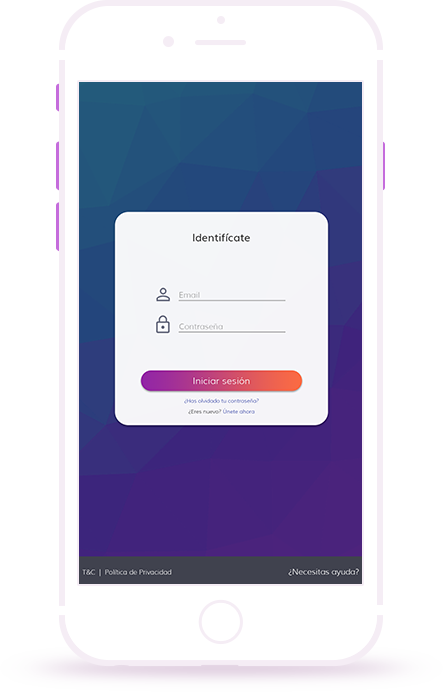 Identifícate
Email
Contraseña
Iniciar sesión
¿Has olvidado tu contraseña?
¿Eres nuevo? Únete ahora
T&C | Política de Privacidad
¿Necesitas ayuda?